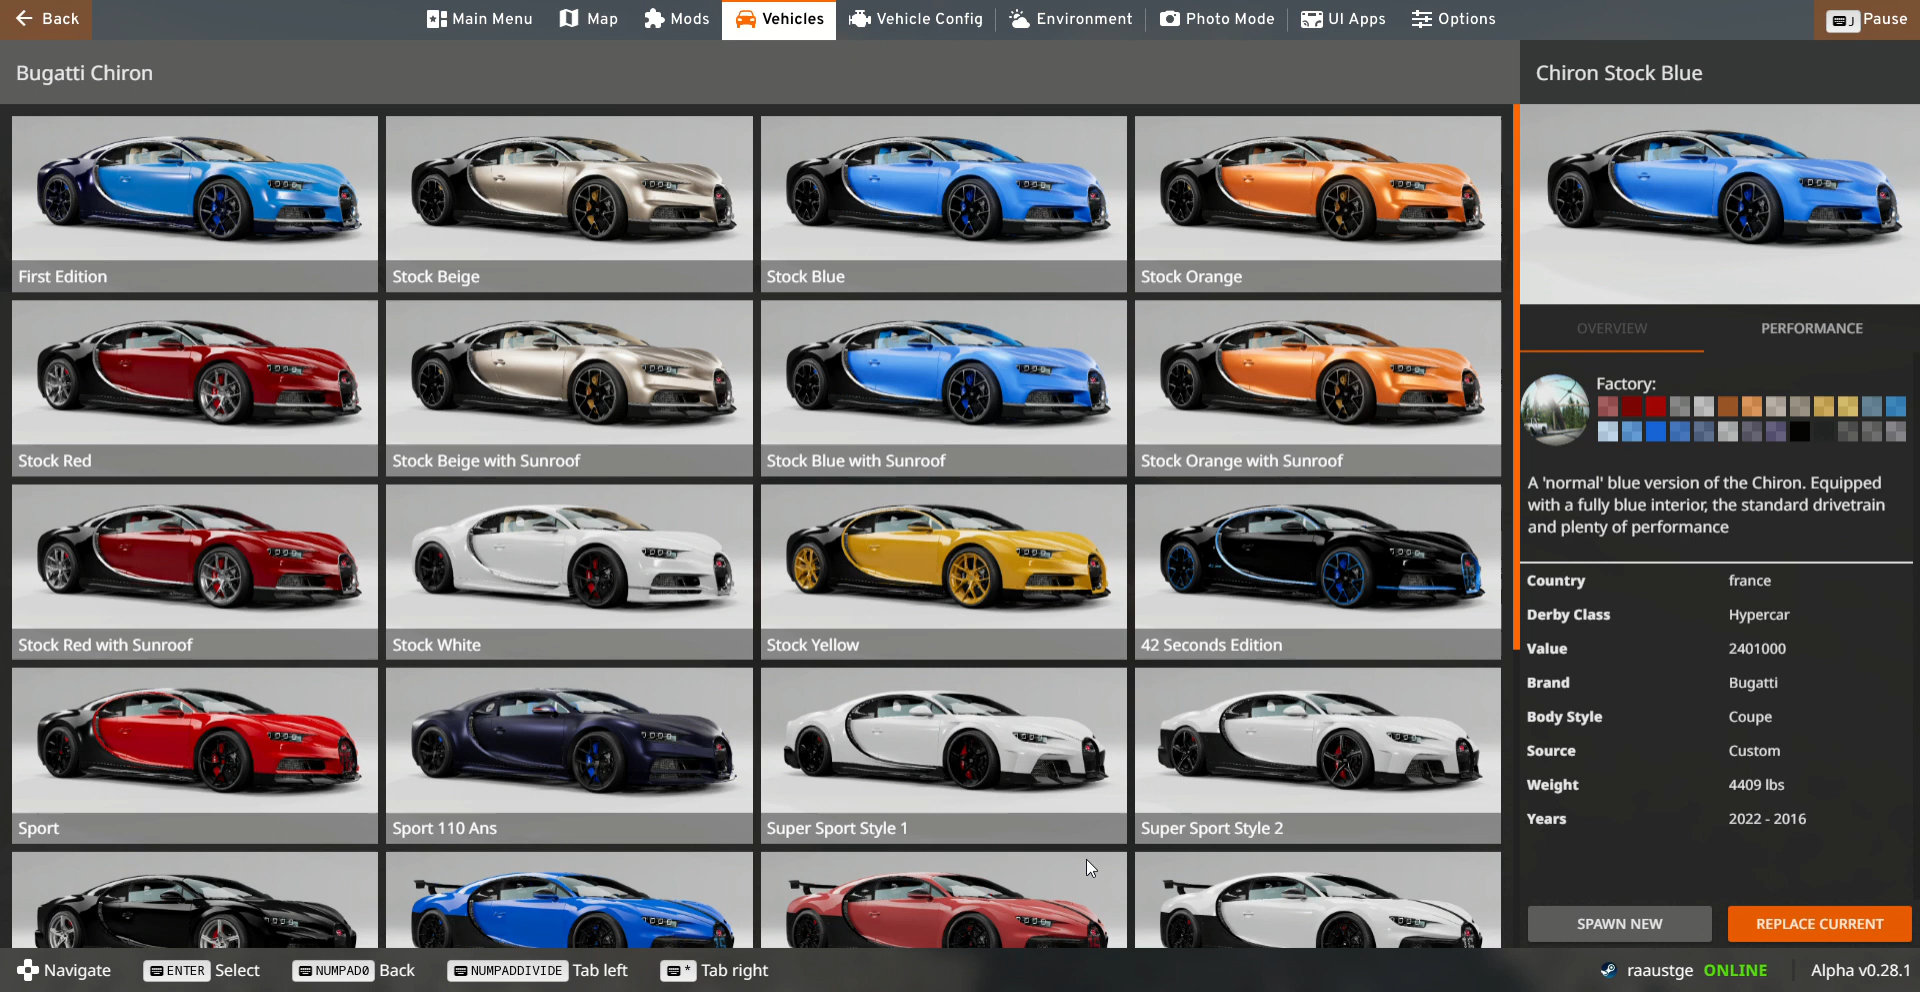 Back
Main Menu
Map
Mods
Vehicles
Vehicle Config
Environment
Photo Mode
UI Apps
Options
J Pause
Bugatti Chiron
Chiron Stock Blue
First Edition
Stock Beige
Stock Blue
Stock Orange
OVERVIEW
PERFORMANCE
Factory:
Stock Red
Stock Beige with Sunroof
Stock Blue with Sunroof
Stock Orange with Sunroof
A 'normal' blue version of the Chiron. Equipped
with a fully blue interior, the standard drivetrain
and plenty of performance
Stock Red with Sunroof
Stock White
Stock Yellow
42 Seconds Edition
Country france
Derby Class Hypercar
Value 2401000
Brand Bugatti
Body Style Coupe
Source Custom
Weight 4409 lbs
Years 2022 - 2016
Sport
Sport 110 Ans
Super Sport Style 1
Super Sport Style 2
SPAWN NEW
REPLACE CURRENT
Navigate
ENTER Select
NUMPAD0 Back
NUMPADDIVIDE Tab left
* Tab right
raaustge ONLINE
Alpha v0.28.1